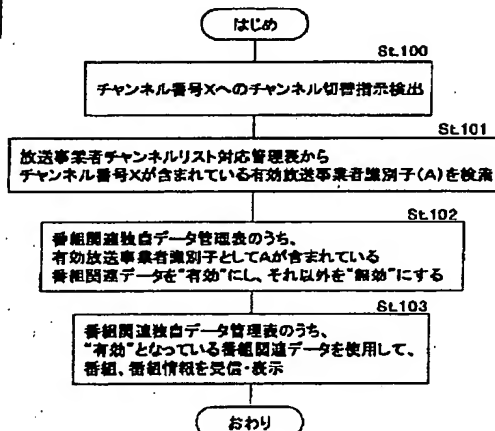 はじめ
St.100
チャンネル番号Xへのチャンネル切替指示検出
St.101
放送事業者チャンネルリスト対応管理表から
チャンネル番号Xが含まれている有効放送事業者識別子(A)を検索
St.102
番組関連独自データ管理表のうち、
有効放送事業者識別子としてAが含まれている
番組関連データを“有効”にし、それ以外を“無効”にする
St.103
番組関連独自データ管理表のうち、
“有効”となっている番組関連データを使用して、
番組、番組情報を受信・表示
おわり